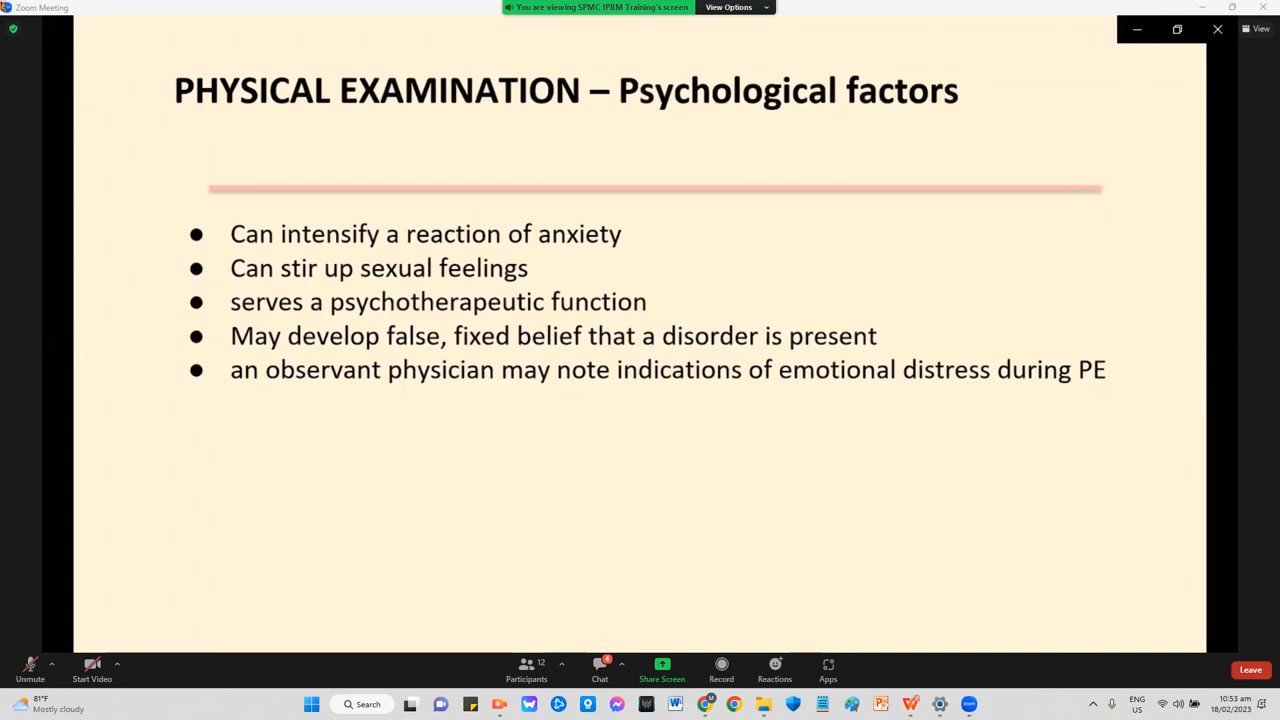 Zoom Meeting
You are viewing SPMC IPBM Training's screen
View Options
View
PHYSICAL EXAMINATION – Psychological factors
● Can intensify a reaction of anxiety
● Can stir up sexual feelings
● serves a psychotherapeutic function
● May develop false, fixed belief that a disorder is present
● an observant physician may note indications of emotional distress during PE
Unmute
Start Video
12
Participants
4
Chat
Share Screen
Record
Reactions
Apps
Leave
81°F
Mostly cloudy
Search
ENG
US
10:53 am
18/02/2023